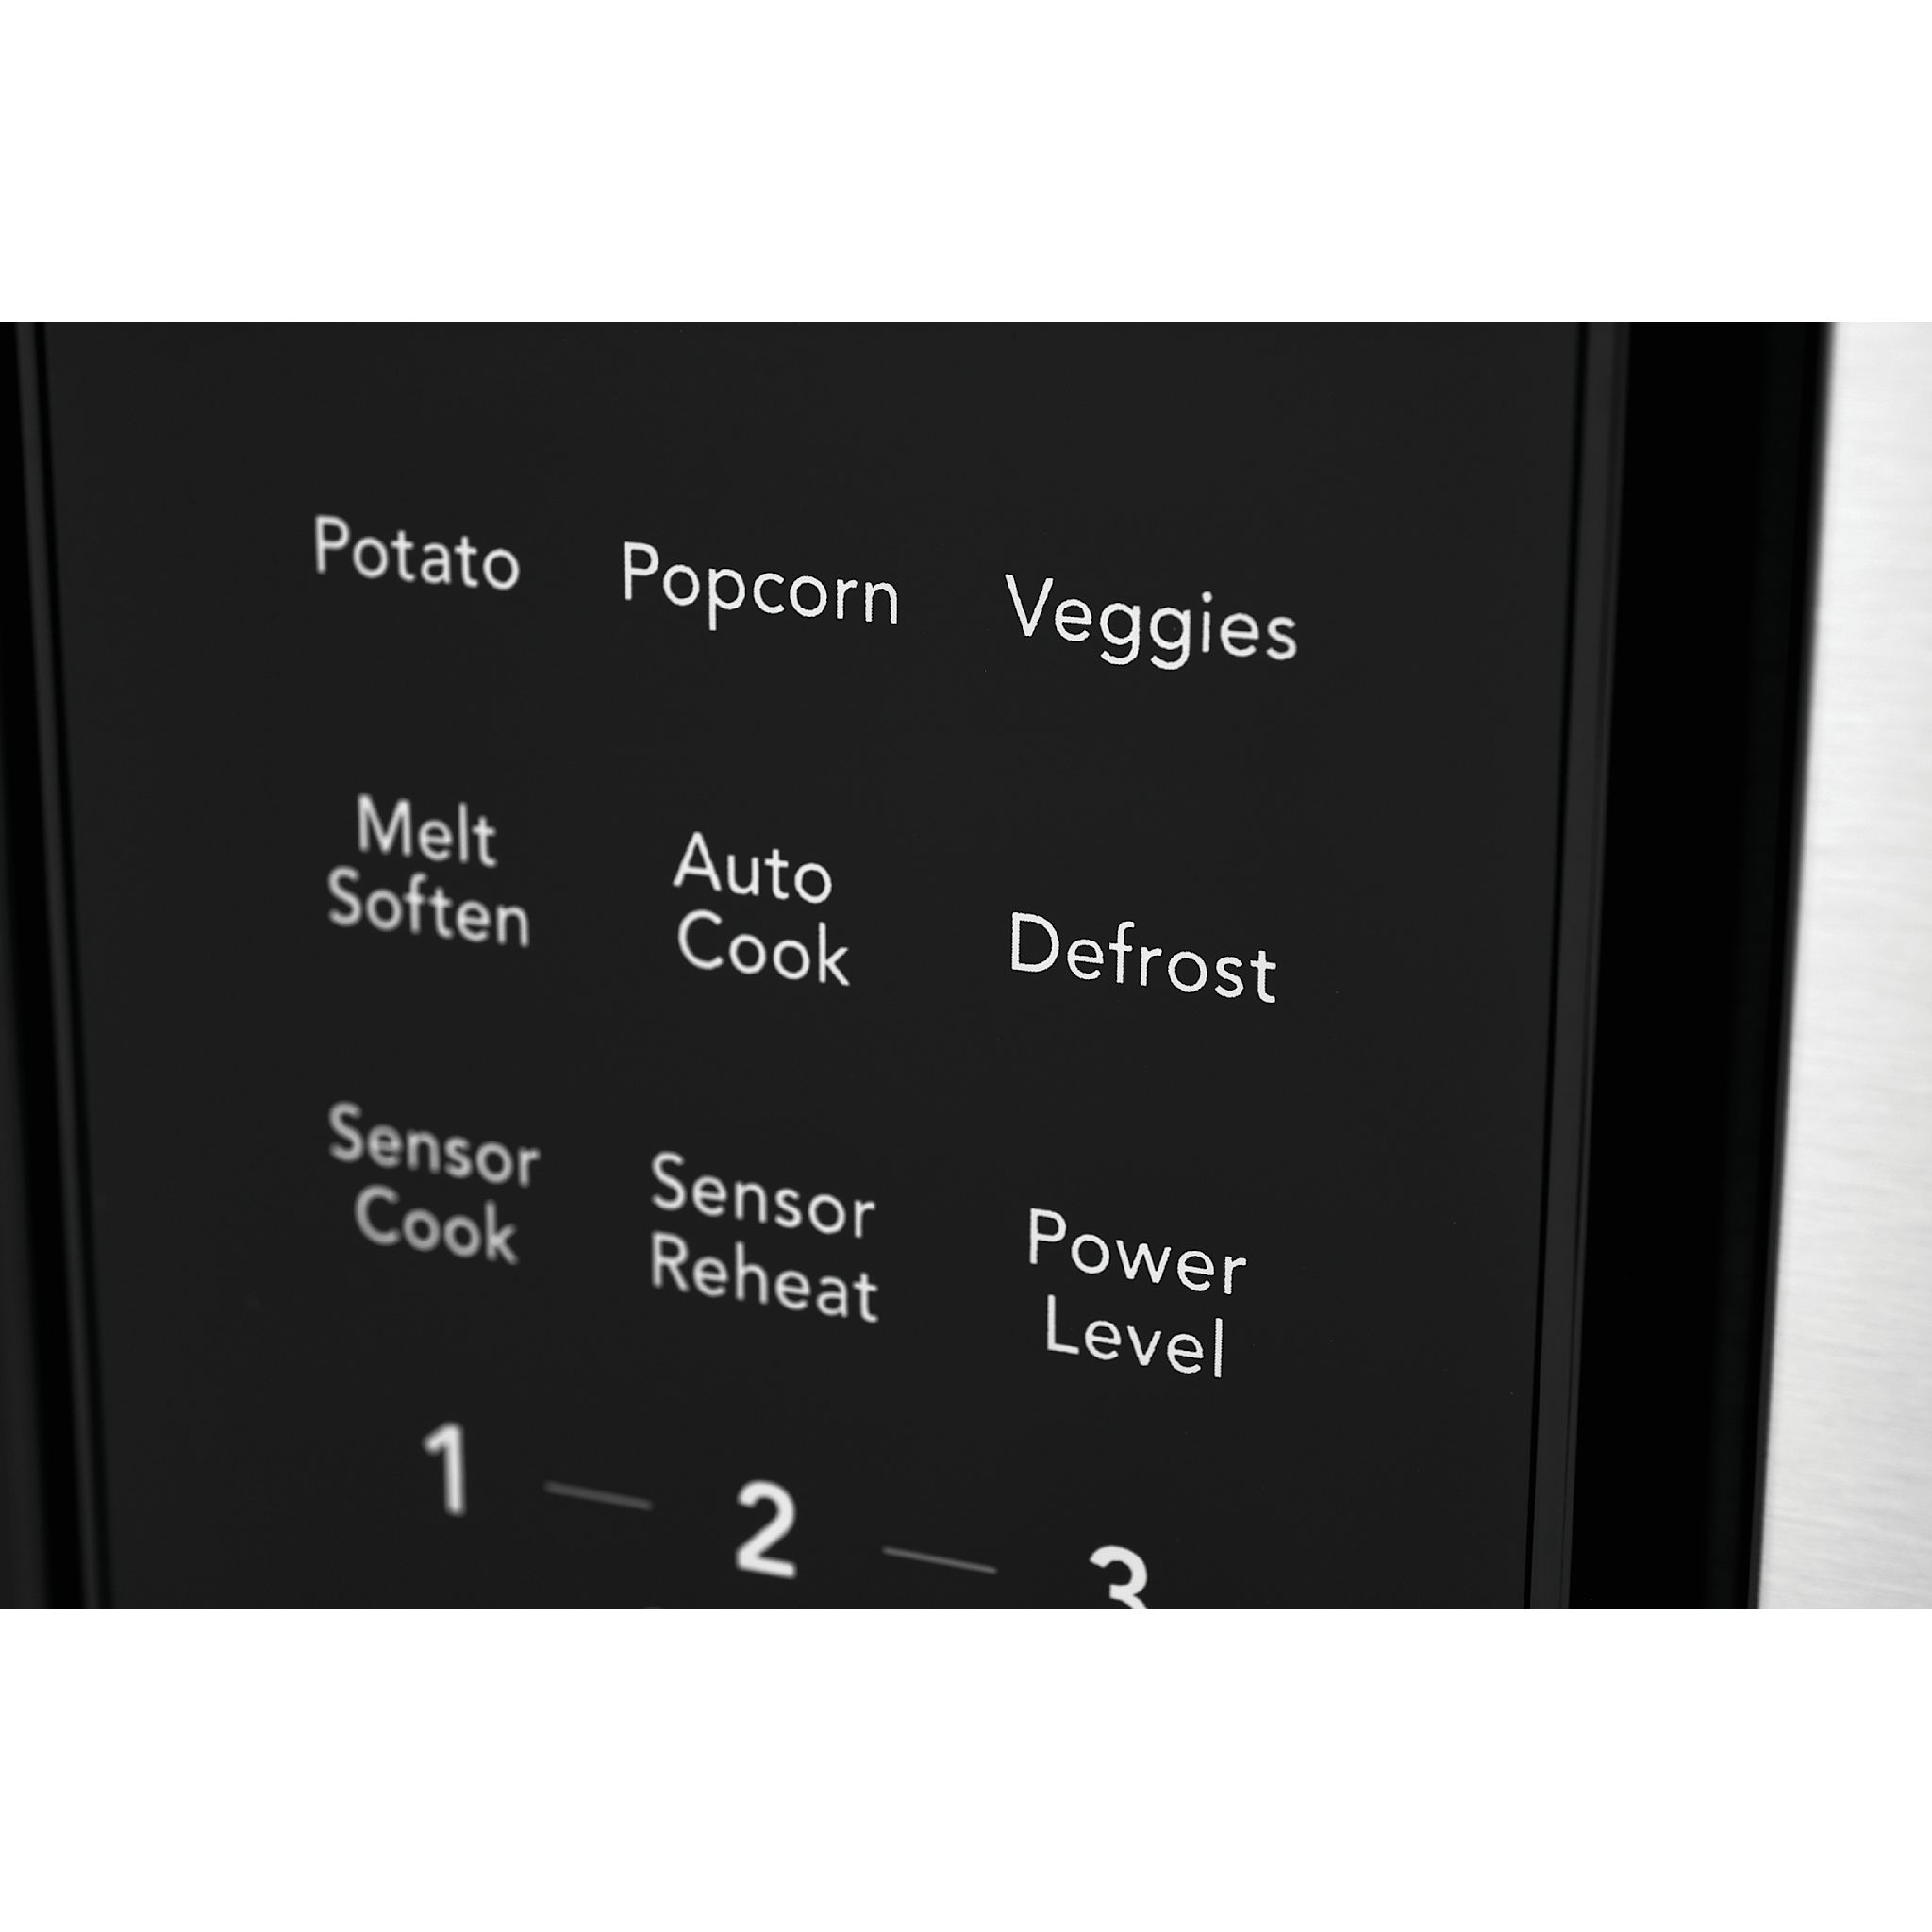 Potato Popcorn Veggies
Melt Soften
Auto Cook
Defrost
Sensor Cook
Sensor Reheat
Power Level
1 — 2 — 3